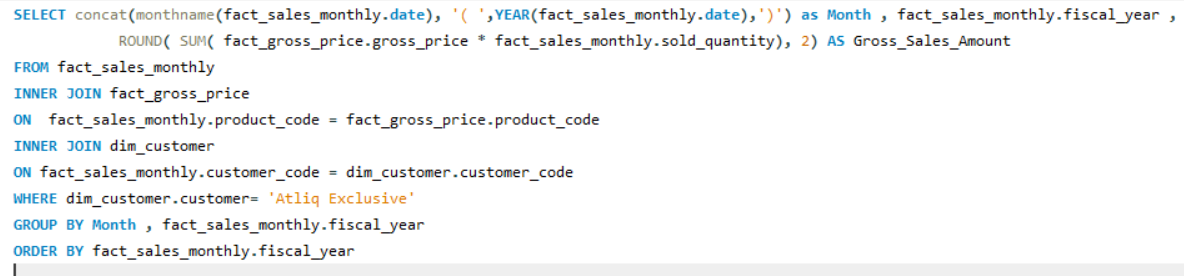 SELECT concat(monthname(fact_sales_monthly.date), '( ',YEAR(fact_sales_monthly.date),')') as Month , fact_sales_monthly.fiscal_year ,
ROUND( SUM( fact_gross_price.gross_price * fact_sales_monthly.sold_quantity), 2) AS Gross_Sales_Amount
FROM fact_sales_monthly
INNER JOIN fact_gross_price
ON  fact_sales_monthly.product_code = fact_gross_price.product_code
INNER JOIN dim_customer
ON fact_sales_monthly.customer_code = dim_customer.customer_code
WHERE dim_customer.customer= 'Atliq Exclusive'
GROUP BY Month , fact_sales_monthly.fiscal_year
ORDER BY fact_sales_monthly.fiscal_year